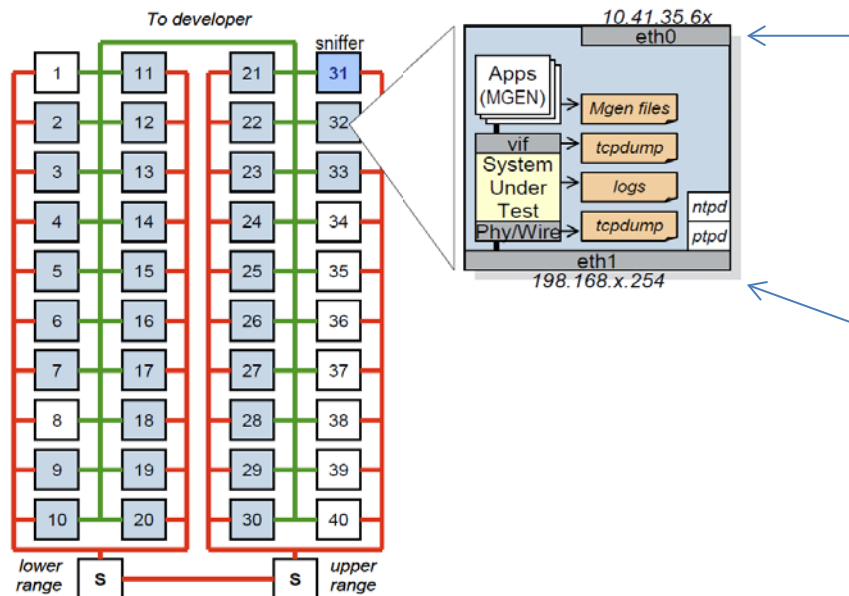 To developer
sniffer
1
11
21
31
2
12
22
32
3
13
23
33
4
14
24
34
5
15
25
35
6
16
26
36
7
17
27
37
8
18
28
38
9
19
29
39
10
20
30
40
lower
range
S
S
upper
range
10.41.35.6x
eth0
Apps
(MGEN)
Mgen files
vif
tcpdump
System
Under
Test
logs
ntpd
Phy/Wire
tcpdump
ptpd
eth1
198.168.x.254